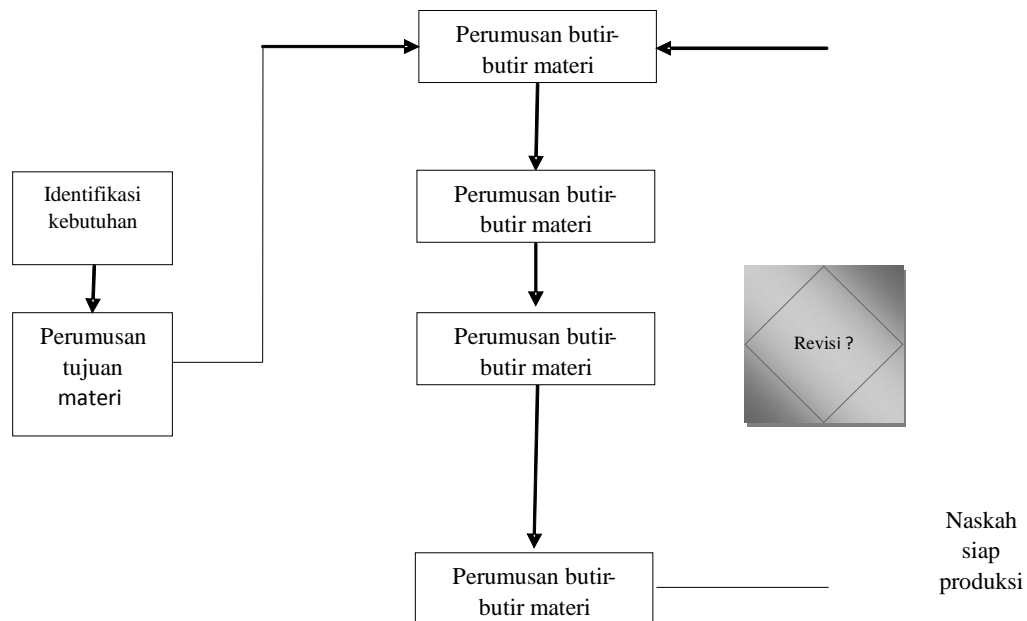 Perumusan butir-
butir materi
Identifikasi
kebutuhan
Perumusan butir-
butir materi
Perumusan
tujuan
materi
Perumusan butir-
butir materi
Revisi ?
Naskah
siap
produksi
Perumusan butir-
butir materi